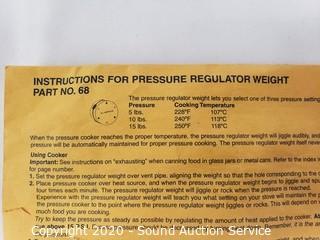 INSTRUCTIONS FOR PRESSURE REGULATOR WEIGHT
PART NO. 68
The pressure regulator weight lets you select one of three pressure setting
Pressure Cooking Temperature
5 lbs. 228°F 107°C
10 lbs. 240°F 113°C
15 lbs. 250°F 118°C
When the pressure cooker reaches the proper temperature, the pressure regulator weight will jiggle audibly, and
pressure will be automatically maintained for proper pressure cooking. The pressure regulator weight itself never
Using Cooker
Important: See instructions on "exhausting" when canning food in glass jars or metal cans. Refer to the index in
for page number.
1. Set the pressure regulator weight over vent pipe, aligning the weight so that the hole corresponding to the
2. Place pressure cooker over heat source, and when the pressure regulator weight begins to jiggle and
four times each minute. The pressure regulator weight will jiggle or rock when the pressure is reached.
Experience with the pressure regulator weight will teach you what setting on your stove will maintain the
pressure cooker to the point where the pressure regulator weight jiggles or rocks. This will depend on
much food you are cooking.
Try to keep the pressure as steady as possible by regulating the amount of heat applied to the cooker.
Copyright 2020 - Sound Auction Service